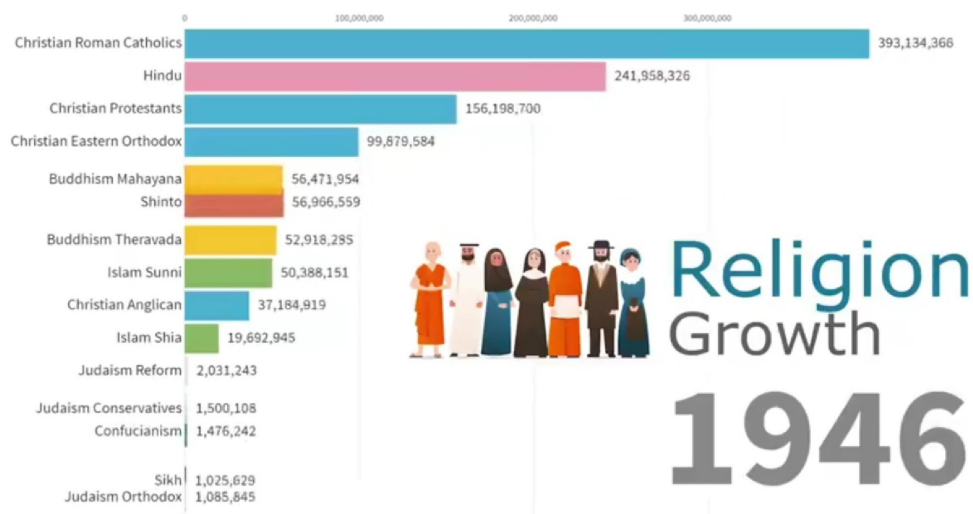 0 100,000,000 200,000,000 300,000,000
Christian Roman Catholics 393,134,366
Hindu 241,958,326
Christian Protestants 156,198,700
Christian Eastern Orthodox 99,879,584
Buddhism Mahayana 56,471,954
Shinto 56,966,559
Buddhism Theravada 52,918,295
Islam Sunni 50,388,151
Christian Anglican 37,184,919
Islam Shia 19,692,945
Judaism Reform 2,031,243
Judaism Conservatives 1,500,108
Confucianism 1,476,242
Sikh 1,025,629
Judaism Orthodox 1,085,845
Religion
Growth
1946